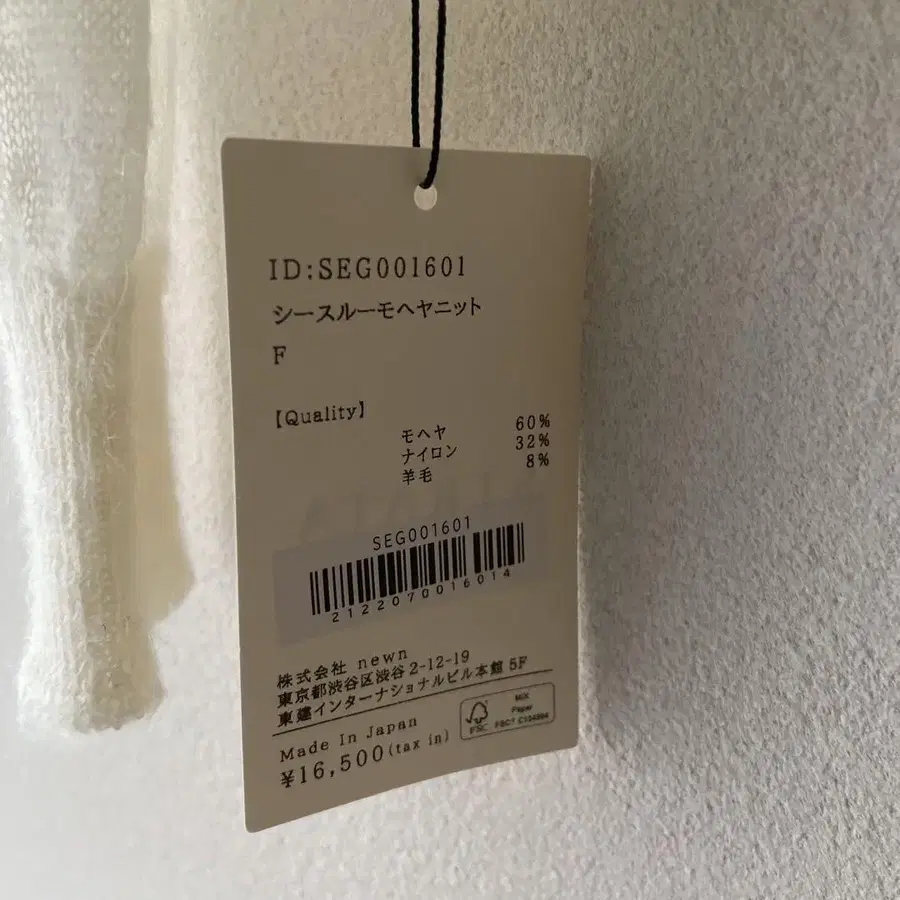 ID:SEG001601
シースルーモヘヤニット
F
【Quality】
モヘヤ 60%
ナイロン 32%
羊毛 8%
SEG001601
2122070016014
株式会社 newn
東京都渋谷区渋谷2-12-19
東建インターナショナルビル本館 5F
Made In Japan
¥16,500(tax in)
MIX
Paper
FSC